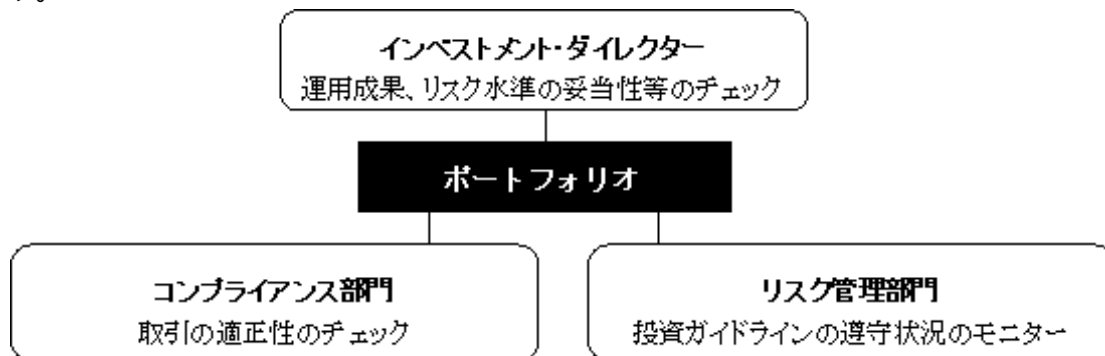 す。
インベストメント・ダイレクター
運用成果、リスク水準の妥当性等のチェック
ポートフォリオ
コンプライアンス部門
取引の適正性のチェック
リスク管理部門
投資ガイドラインの遵守状況のモニター